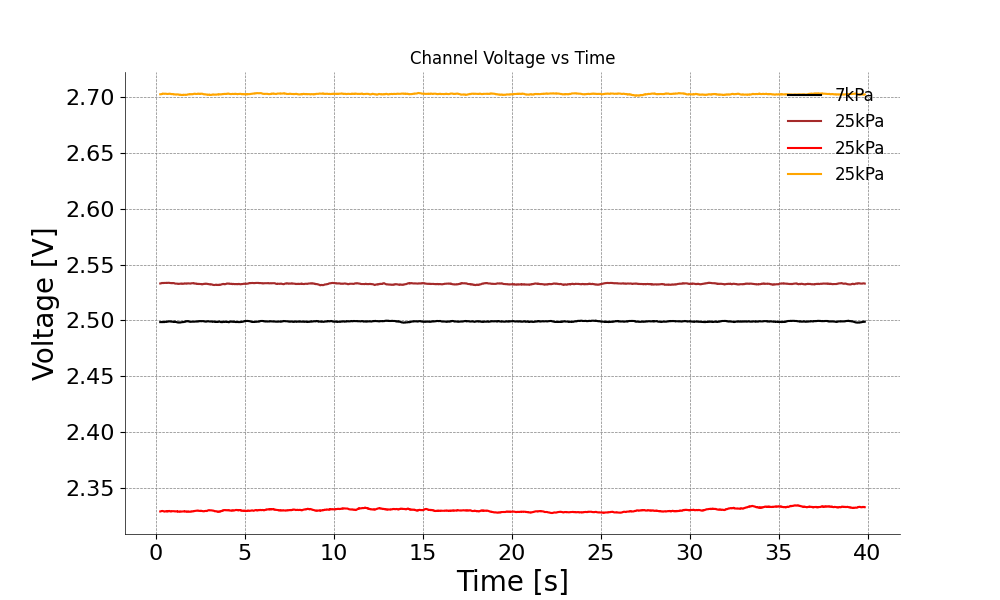 Channel Voltage vs Time
2.70
2.65
2.60
2.55
2.50
2.45
2.40
2.35
Voltage [V]
7kPa
25kPa
25kPa
25kPa
0 5 10 15 20 25 30 35 40
Time [s]